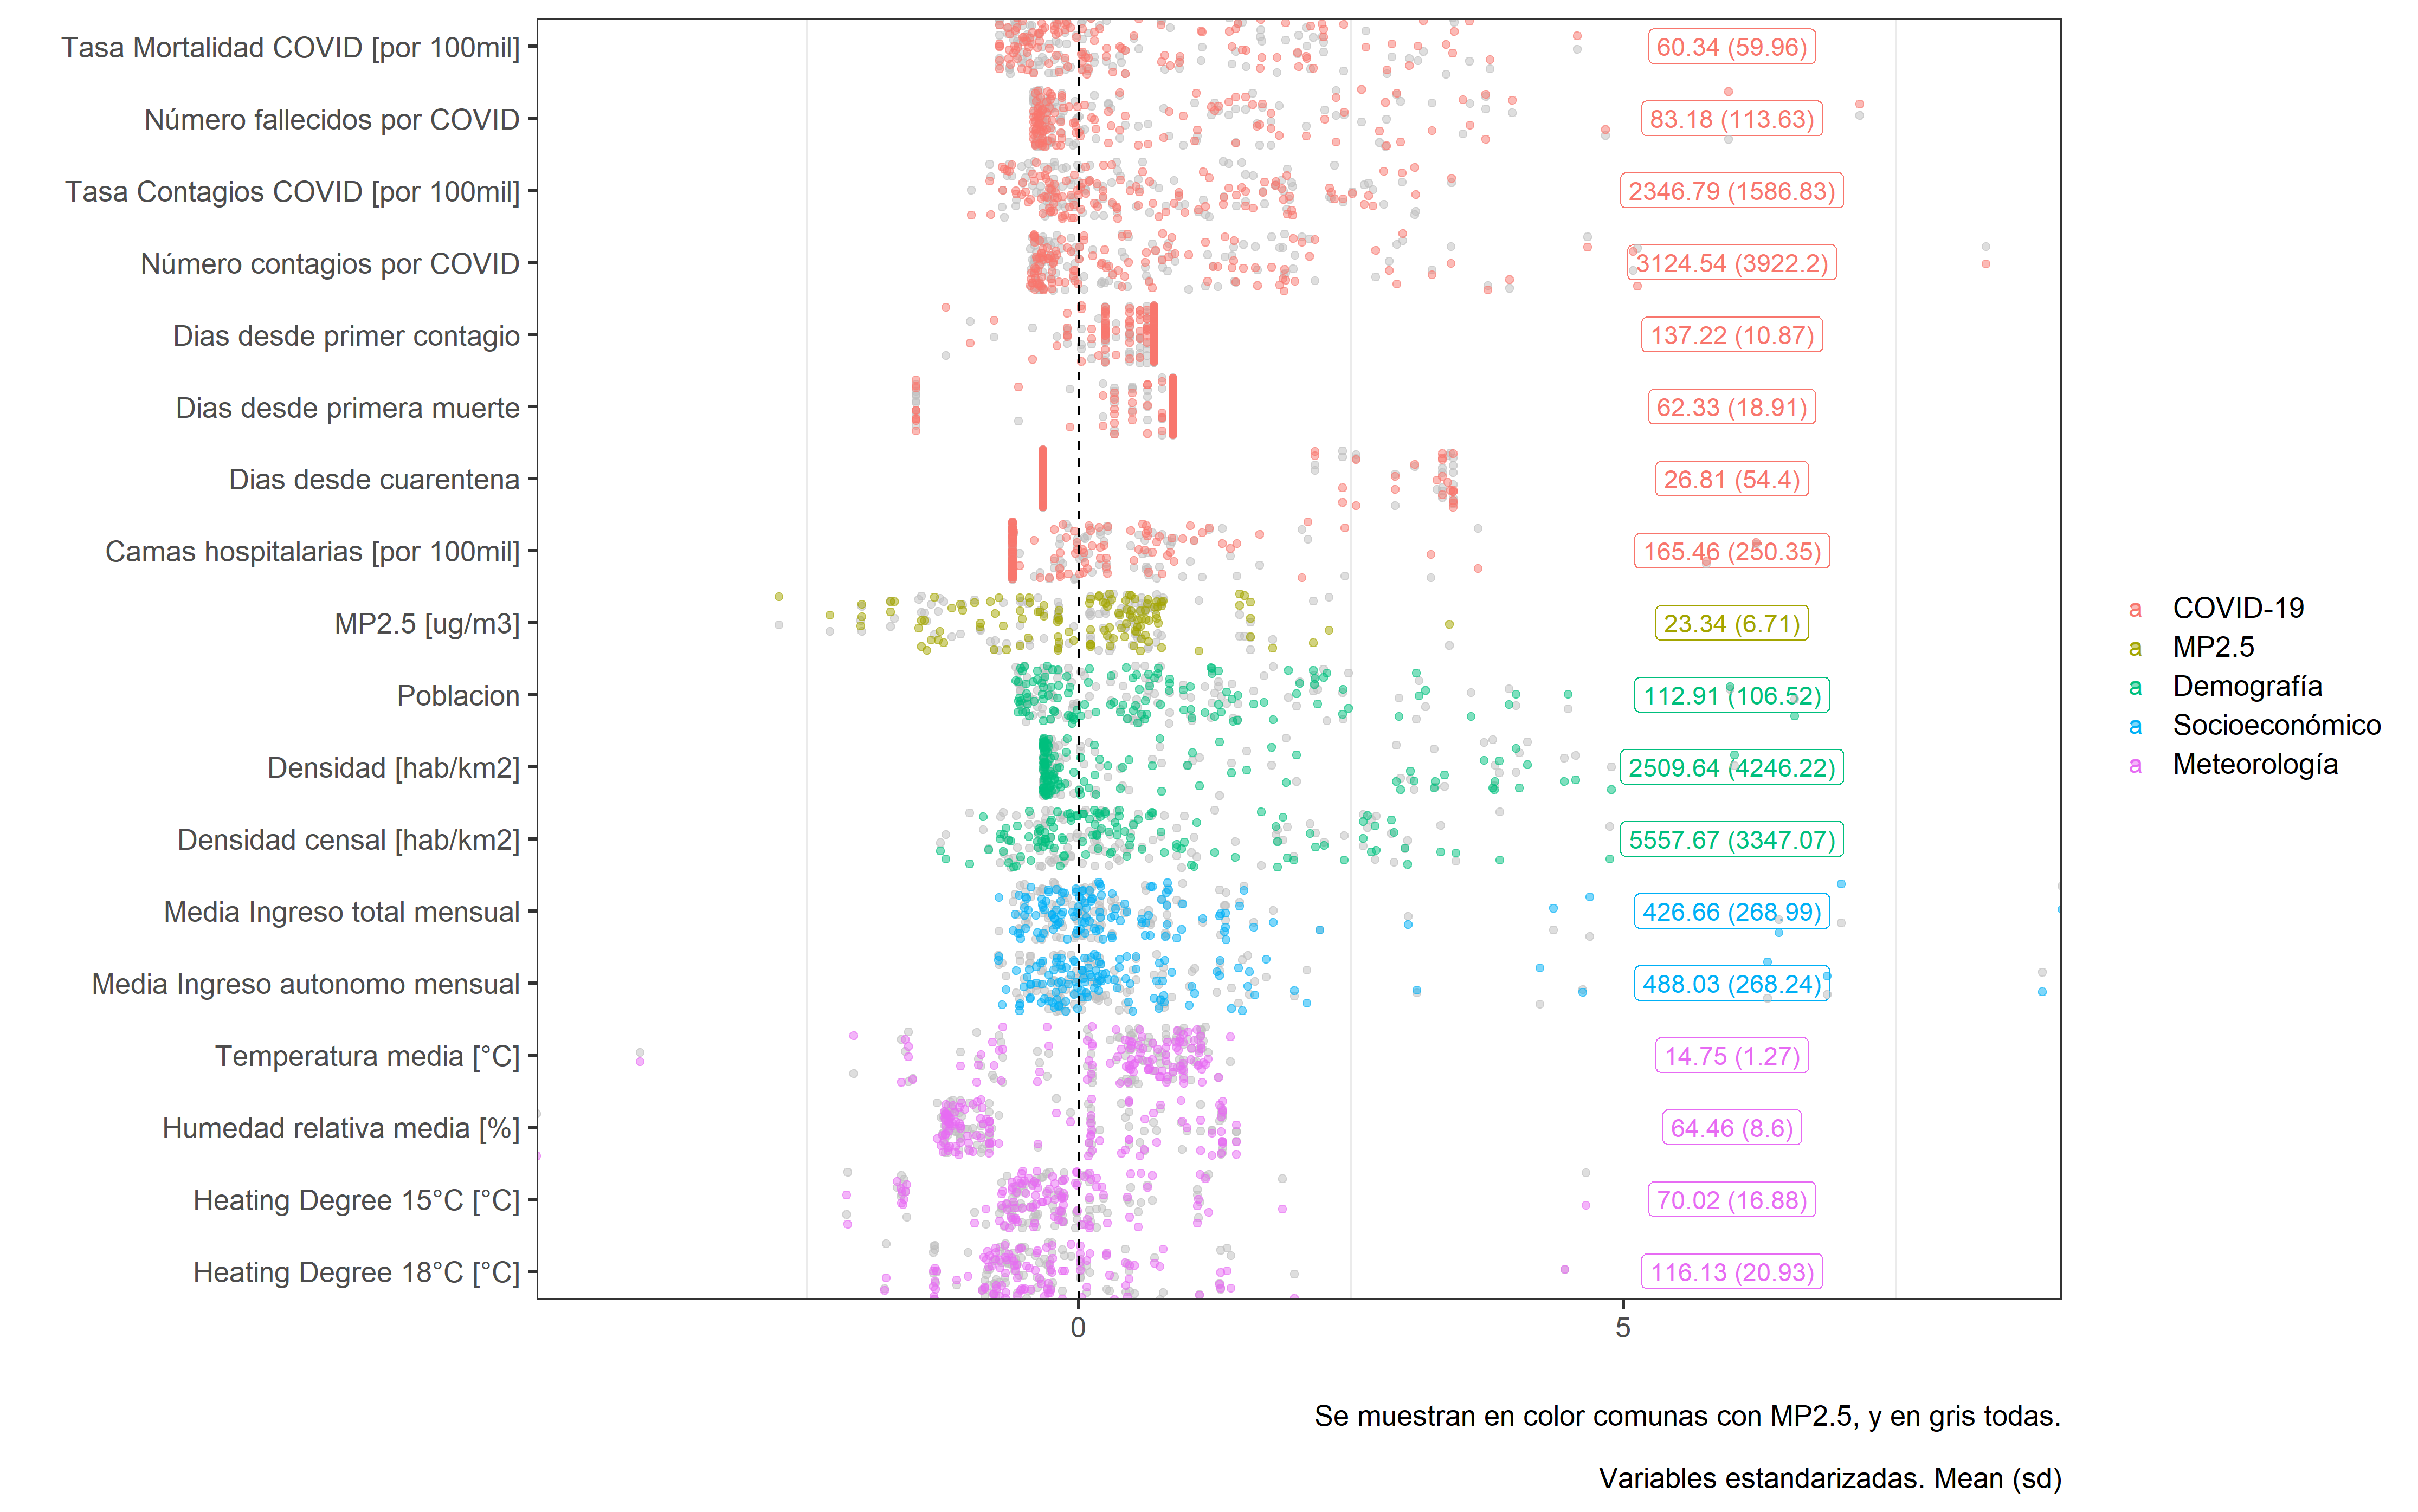 Tasa Mortalidad COVID [por 100mil] 60.34 (59.96)
Número fallecidos por COVID 83.18 (113.63)
Tasa Contagios COVID [por 100mil] 2346.79 (1586.83)
Número contagios por COVID 3124.54 (3922.2)
Dias desde primer contagio 137.22 (10.87)
Dias desde primera muerte 62.33 (18.91)
Dias desde cuarentena 26.81 (54.4)
Camas hospitalarias [por 100mil] 165.46 (250.35)
MP2.5 [ug/m3] 23.34 (6.71)
Poblacion 112.91 (106.52)
Densidad [hab/km2] 2509.64 (4246.22)
Densidad censal [hab/km2] 5557.67 (3347.07)
Media Ingreso total mensual 426.66 (268.99)
Media Ingreso autonomo mensual 488.03 (268.24)
Temperatura media [°C] 14.75 (1.27)
Humedad relativa media [%] 64.46 (8.6)
Heating Degree 15°C [°C] 70.02 (16.88)
Heating Degree 18°C [°C] 116.13 (20.93)
0 5
a COVID-19
a MP2.5
a Demografía
a Socioeconómico
a Meteorología
Se muestran en color comunas con MP2.5, y en gris todas.
Variables estandarizadas. Mean (sd)